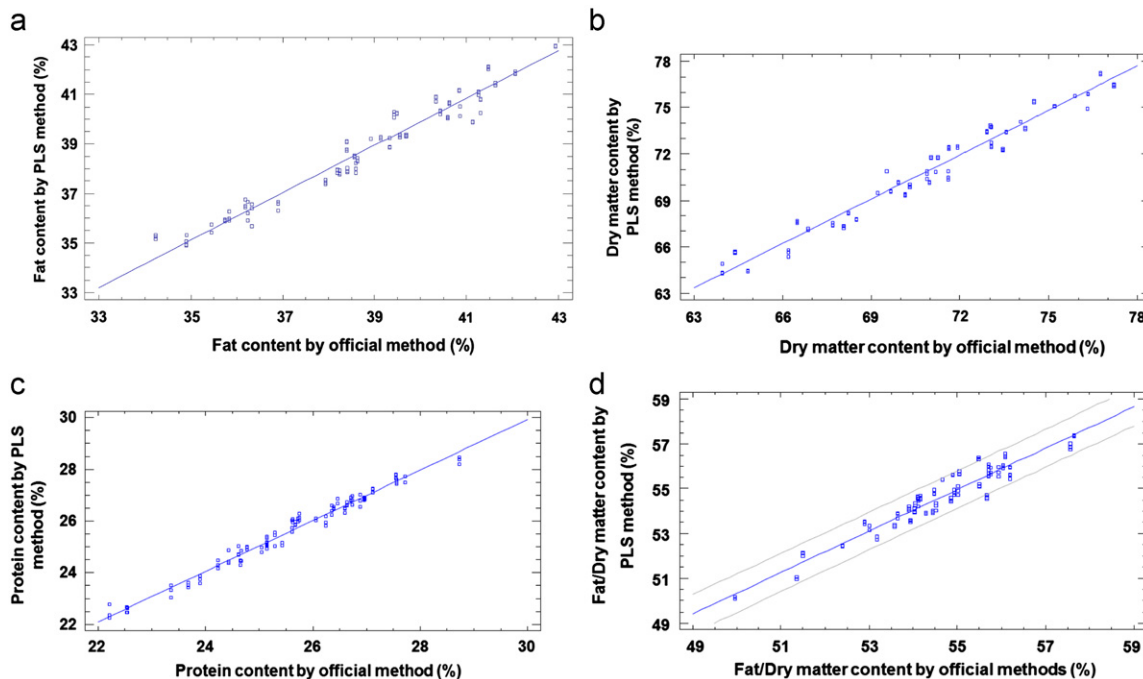 a
43
41
39
37
35
33
Fat content by PLS method (%)
33 35 37 39 41 43
Fat content by official method (%)
b
78
75
72
69
66
63
Dry matter content by
PLS method (%)
63 66 69 72 75 78
Dry matter content by official method (%)
c
30
28
26
24
22
Protein content by PLS
method (%)
22 24 26 28 30
Protein content by official method (%)
d
59
57
55
53
51
49
Fat/Dry matter content by
PLS method (%)
49 51 53 55 57 59
Fat/Dry matter content by official methods (%)